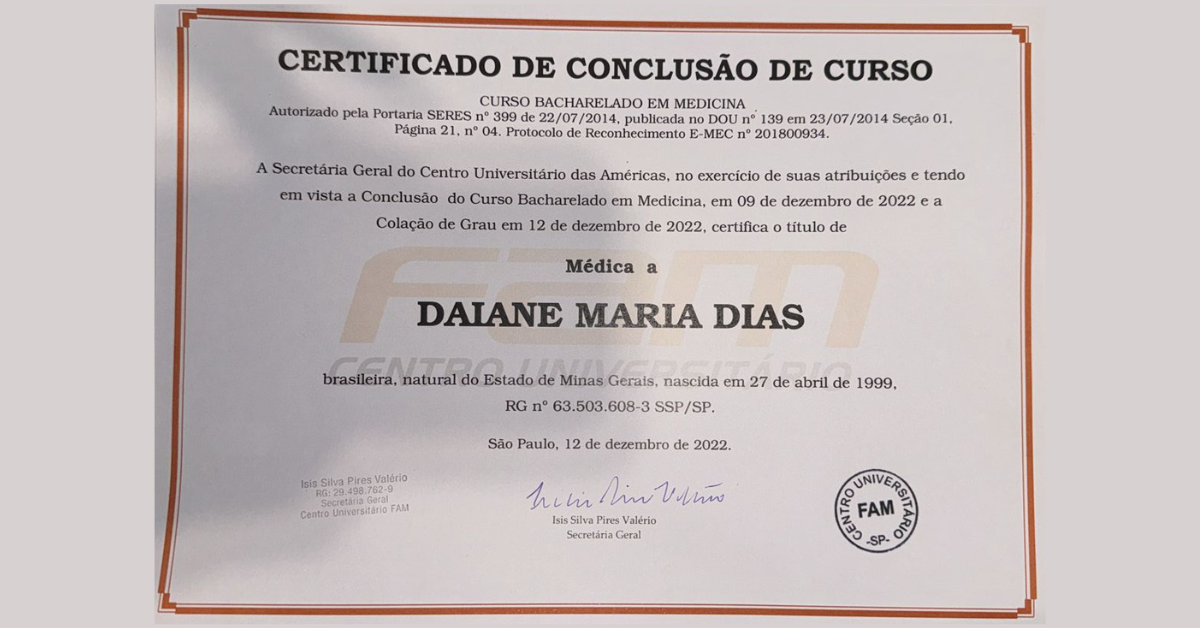 CERTIFICADO DE CONCLUSÃO DE CURSO
CURSO BACHARELADO EM MEDICINA
Autorizado pela Portaria SERES nº 399 de 22/07/2014, publicada no DOU nº 139 em 23/07/2014 Seção 01,
Página 21, nº 04. Protocolo de Reconhecimento E-MEC nº 201800934.
A Secretária Geral do Centro Universitário das Américas, no exercício de suas atribuições e tendo
em vista a Conclusão do Curso Bacharelado em Medicina, em 09 de dezembro de 2022 e a
Colação de Grau em 12 de dezembro de 2022, certifica o título de
Médica a
FAM
DAIANE MARIA DIAS
CENTRO UNIVERSITÁRIO
brasileira, natural do Estado de Minas Gerais, nascida em 27 de abril de 1999,
RG nº 63.503.608-3 SSP/SP.
São Paulo, 12 de dezembro de 2022.
Isis Silva Pires Valério
RG: 29.498.762-9
Secretária Geral
Centro Universitário FAM
Isis Silva Pires Valério
Secretária Geral
CENTRO UNIVERSITÁRIO
FAM
-SP-